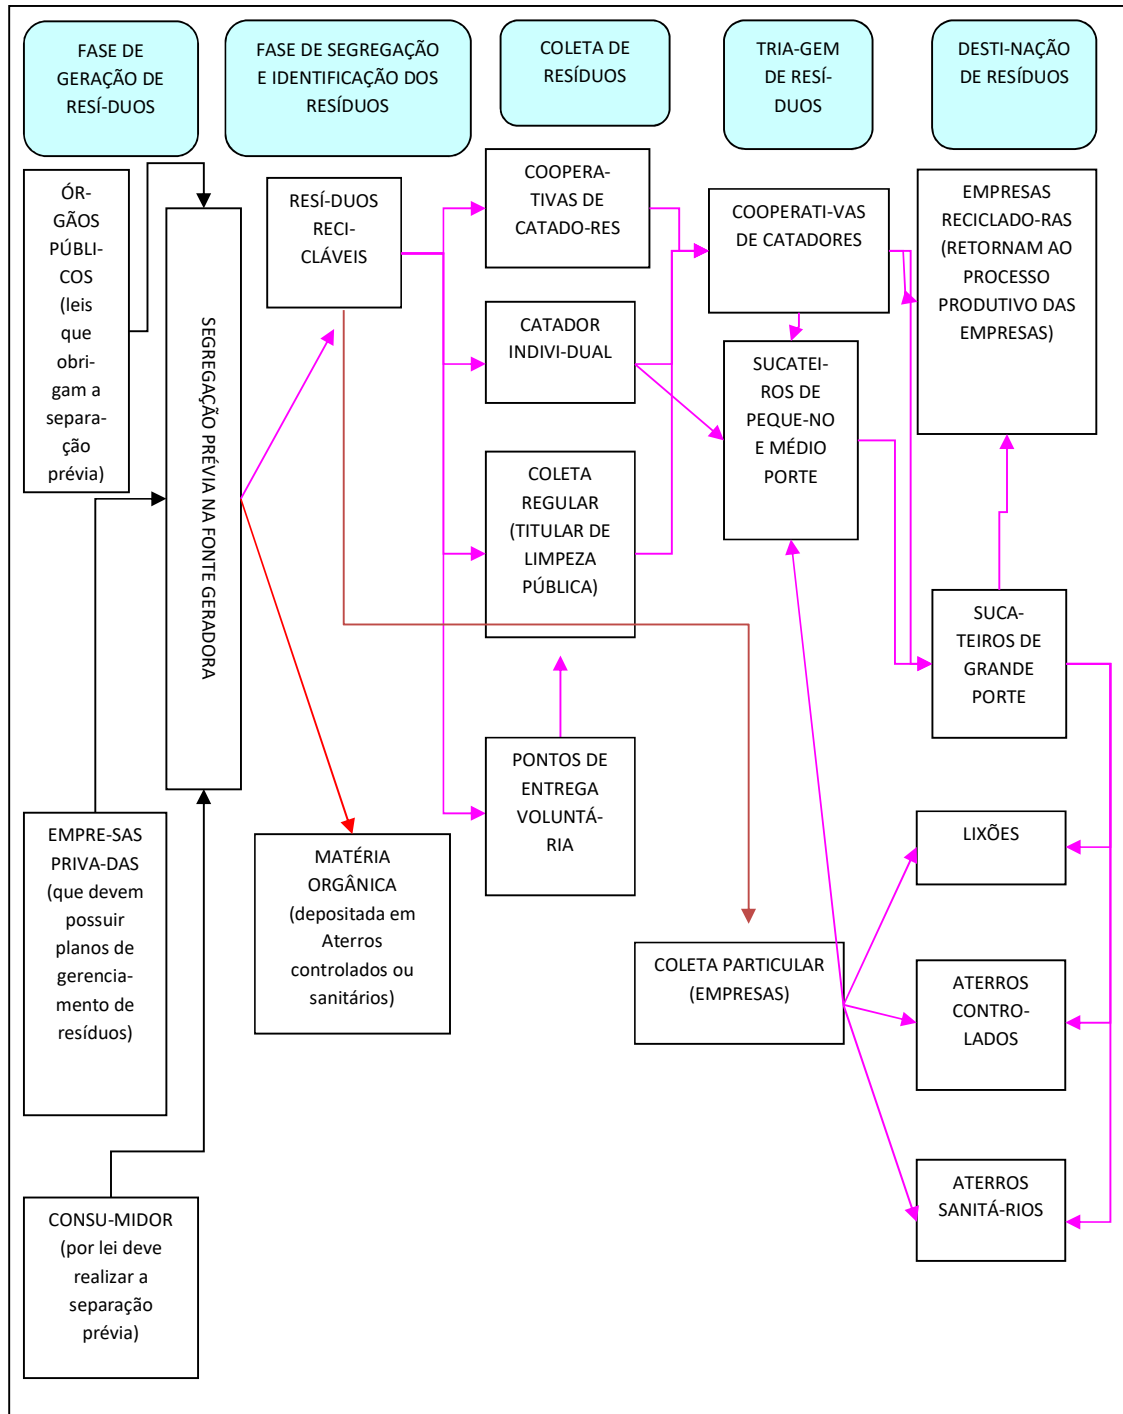 FASE DE
GERAÇÃO DE
RESÍ-DUOS
FASE DE SEGREGAÇÃO
E IDENTIFICAÇÃO DOS
RESÍDUOS
COLETA DE
RESÍDUOS
TRIA-GEM
DE RESÍ-
DUOS
DESTI-NAÇÃO
DE RESÍDUOS
ÓR-
GÃOS
PÚBLI-
COS
(leis
que
obri-
gam a
separa-
ção
prévia)
SEGREGAÇÃO PRÉVIA NA FONTE GERADORA
EMPRE-SAS
PRIVA-DAS
(que devem
possuir
planos de
gerencia-
mento de
resíduos)
CONSU-MIDOR
(por lei deve
realizar a
separação
prévia)
RESÍ-DUOS
RECI-
CLÁVEIS
MATÉRIA
ORGÂNICA
(depositada em
Aterros
controlados ou
sanitários)
COOPERA-
TIVAS DE
CATADO-RES
CATADOR
INDIVI-DUAL
COLETA
REGULAR
(TITULAR DE
LIMPEZA
PÚBLICA)
PONTOS DE
ENTREGA
VOLUNTÁ-
RIA
COOPERATI-VAS
DE CATADORES
SUCATEI-
ROS DE
PEQUE-NO
E MÉDIO
PORTE
COLETA PARTICULAR
(EMPRESAS)
EMPRESAS
RECICLADO-RAS
(RETORNAM AO
PROCESSO
PRODUTIVO DAS
EMPRESAS)
SUCA-
TEIROS DE
GRANDE
PORTE
LIXÕES
ATERROS
CONTRO-
LADOS
ATERROS
SANITÁ-RIOS